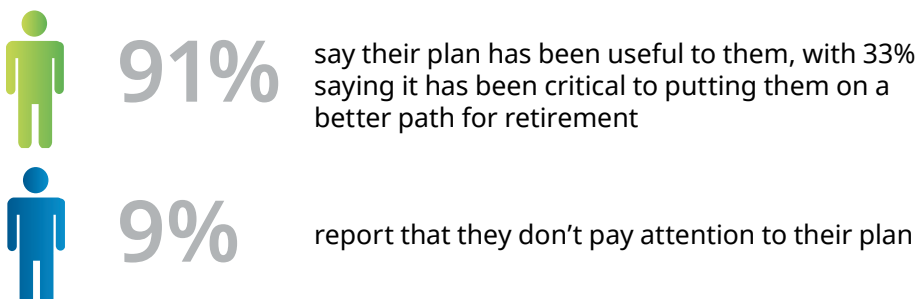 91%
say their plan has been useful to them, with 33%
saying it has been critical to putting them on a
better path for retirement
9%
report that they don’t pay attention to their plan